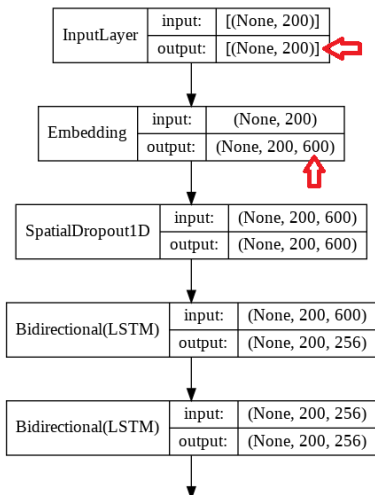 InputLayer
input: [(None, 200)]
output: [(None, 200)]
Embedding
input: (None, 200)
output: (None, 200, 600)
SpatialDropout1D
input: (None, 200, 600)
output: (None, 200, 600)
Bidirectional(LSTM)
input: (None, 200, 600)
output: (None, 200, 256)
Bidirectional(LSTM)
input: (None, 200, 256)
output: (None, 200, 256)